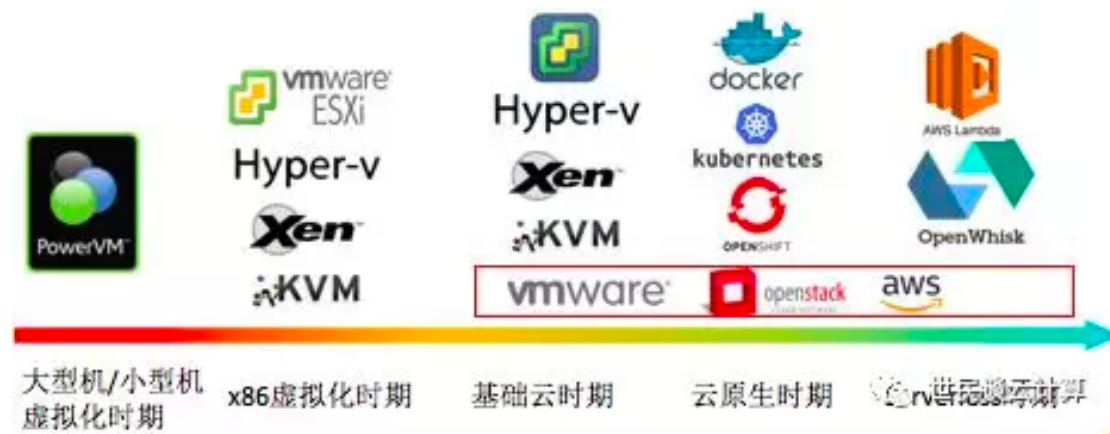 PowerVM
vmware
ESXi
Hyper-v
Xen
KVM
Hyper-v
Xen
KVM
docker
kubernetes
OPENSHIFT
AWS Lambda
OpenWhisk
vmware
openstack
aws
大型机/小型机
虚拟化时期
x86虚拟化时期
基础云时期
云原生时期